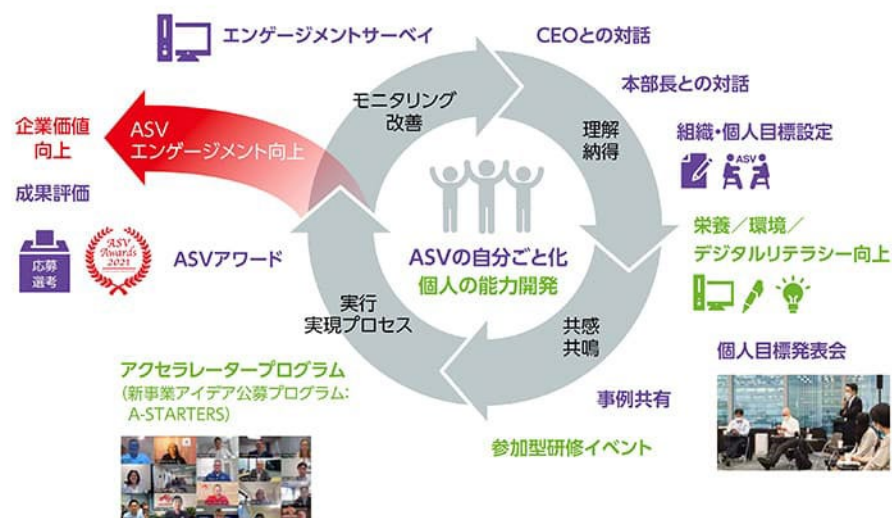 エンゲージメントサーベイ
CEOとの対話
本部長との対話
モニタリング
改善
理解
納得
企業価値
向上
ASV
エンゲージメント向上
組織・個人目標設定
ASV
成果評価
栄養／環境／
デジタルリテラシー向上
ASV
Awards
2021
応募
選考
ASVアワード
ASVの自分ごと化
個人の能力開発
実行
実現プロセス
共感
共鳴
個人目標発表会
アクセラレータープログラム
(新事業アイデア公募プログラム:
A-STARTERS)
事例共有
参加型研修イベント